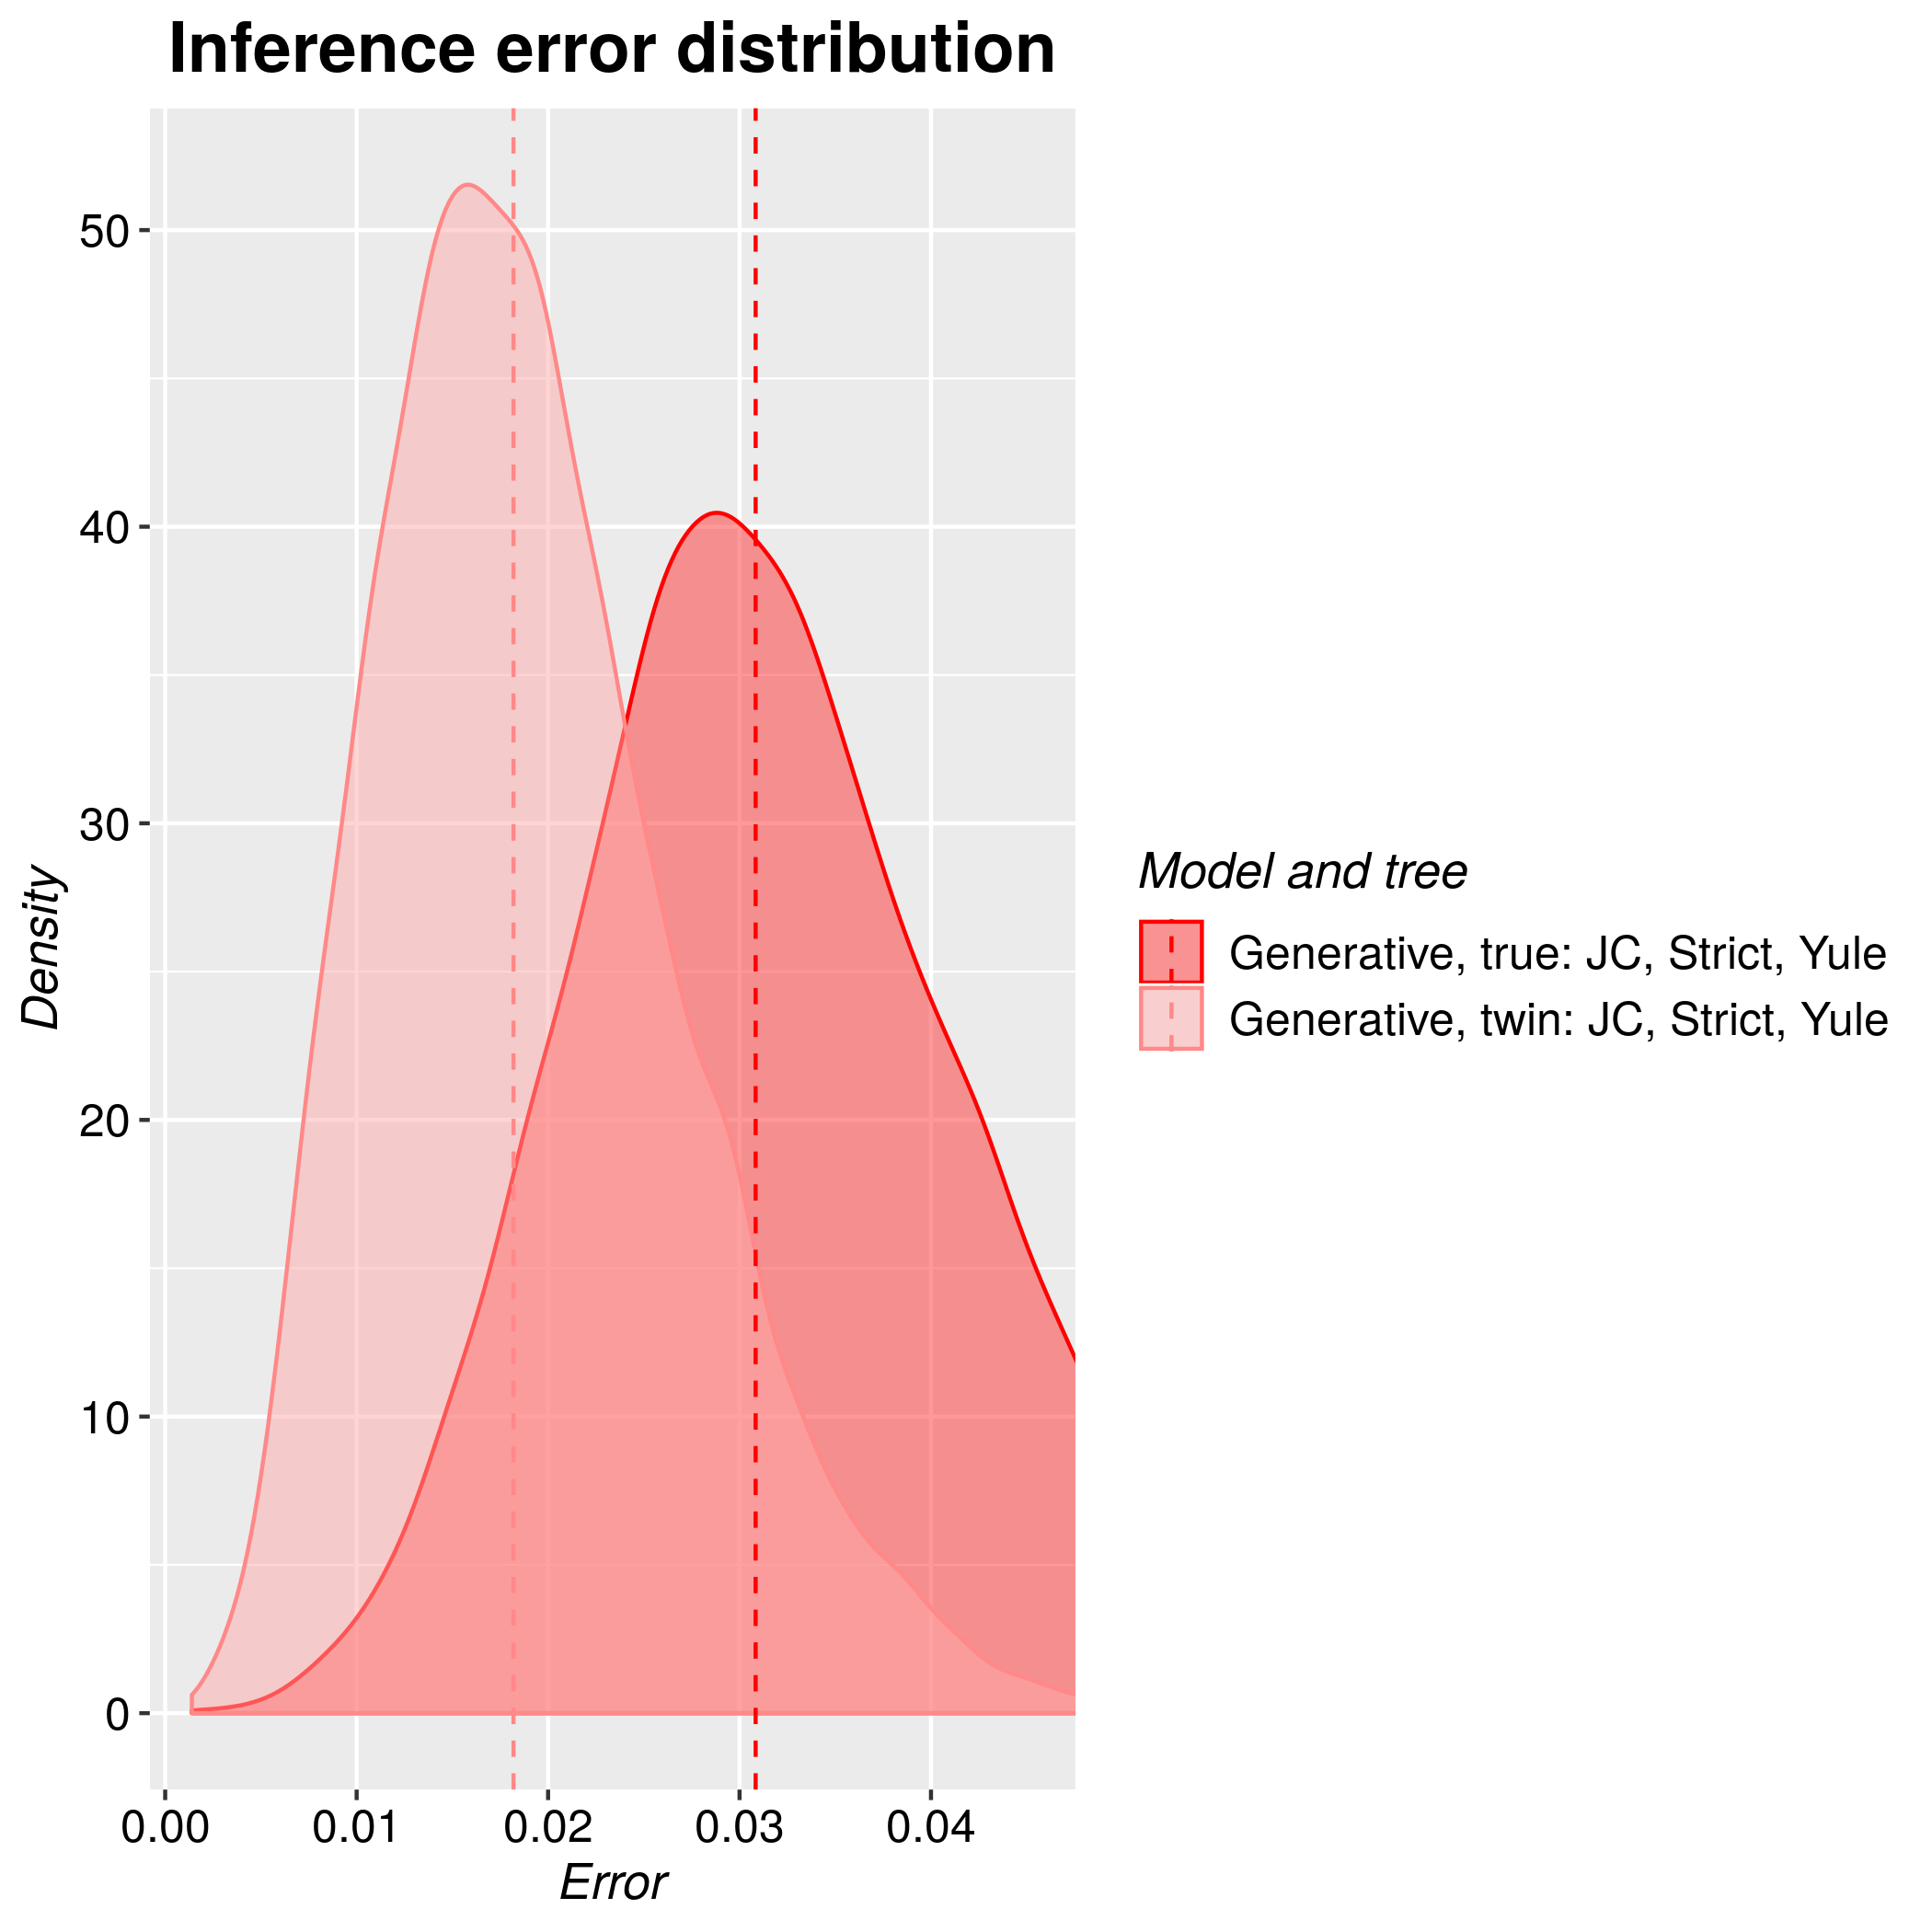 Inference error distribution
Density
50
40
30
20
10
0
0.00 0.01 0.02 0.03 0.04
Error
Model and tree
Generative, true: JC, Strict, Yule
Generative, twin: JC, Strict, Yule